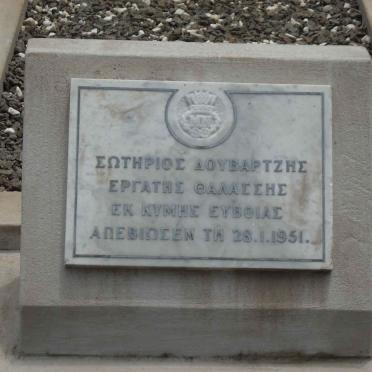 ΣΩΤΗΡΙΟΣ ΔΟΥΒΑΡΤΖΗΣ
ΕΡΓΑΤΗΣ ΘΑΛΑΣΣΗΣ
ΕΚ ΚΥΜΗΣ ΕΥΒΟΙΑΣ
ΑΠΕΒΙΩΣΕΝ ΤΗ 28.1.1951.